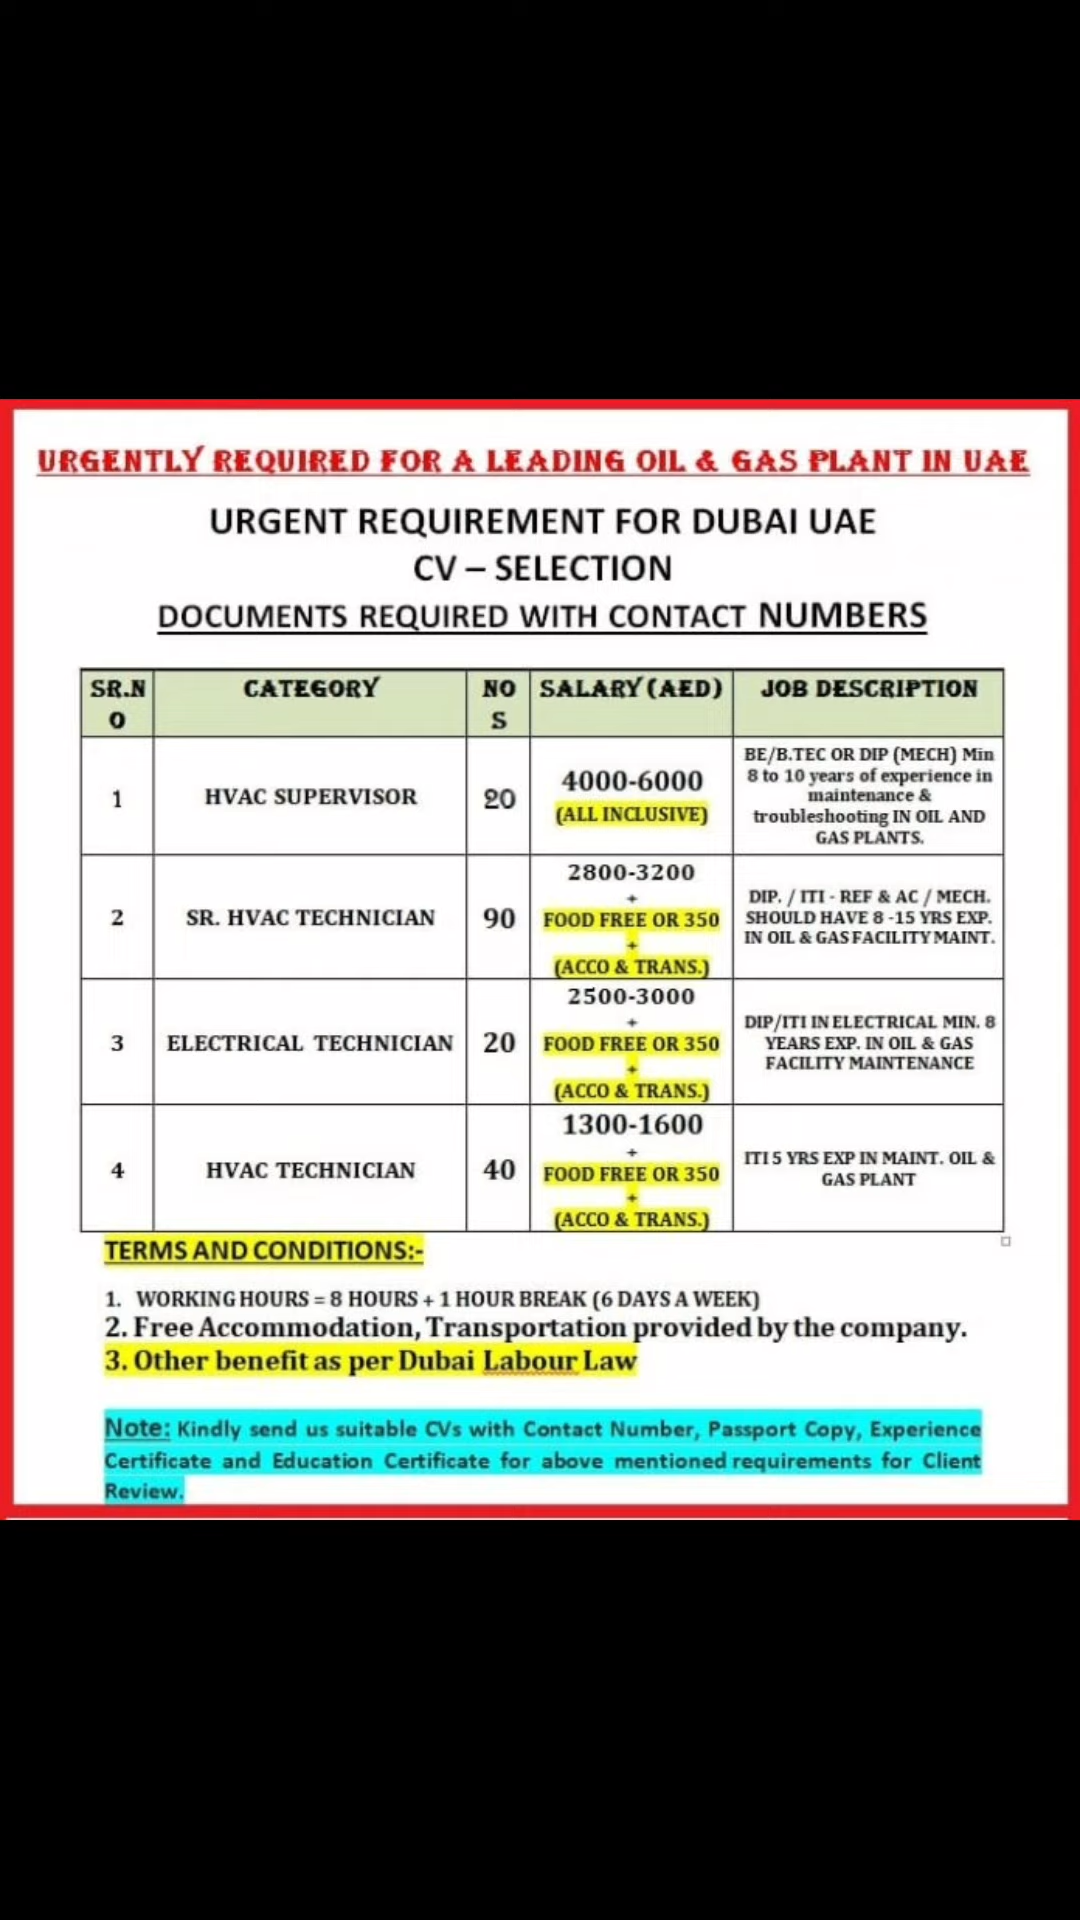 URGENTLY REQUIRED FOR A LEADING OIL & GAS PLANT IN UAE
URGENT REQUIREMENT FOR DUBAI UAE
CV – SELECTION
DOCUMENTS REQUIRED WITH CONTACT NUMBERS
SR.N
O
CATEGORY
NO
S
SALARY (AED)
JOB DESCRIPTION
1
HVAC SUPERVISOR
20
4000-6000
(ALL INCLUSIVE)
BE/B.TEC OR DIP (MECH) Min
8 to 10 years of experience in
maintenance &
troubleshooting IN OIL AND
GAS PLANTS.
2
SR. HVAC TECHNICIAN
90
2800-3200
+
FOOD FREE OR 350
+
(ACCO & TRANS.)
DIP. / ITI - REF & AC / MECH.
SHOULD HAVE 8 -15 YRS EXP.
IN OIL & GAS FACILITY MAINT.
3
ELECTRICAL TECHNICIAN
20
2500-3000
+
FOOD FREE OR 350
+
(ACCO & TRANS.)
DIP/ITI IN ELECTRICAL MIN. 8
YEARS EXP. IN OIL & GAS
FACILITY MAINTENANCE
4
HVAC TECHNICIAN
40
1300-1600
+
FOOD FREE OR 350
+
(ACCO & TRANS.)
ITI 5 YRS EXP IN MAINT. OIL &
GAS PLANT
TERMS AND CONDITIONS:-
1. WORKING HOURS = 8 HOURS + 1 HOUR BREAK (6 DAYS A WEEK)
2. Free Accommodation, Transportation provided by the company.
3. Other benefit as per Dubai Labour Law
Note: Kindly send us suitable CVs with Contact Number, Passport Copy, Experience
Certificate and Education Certificate for above mentioned requirements for Client
Review.